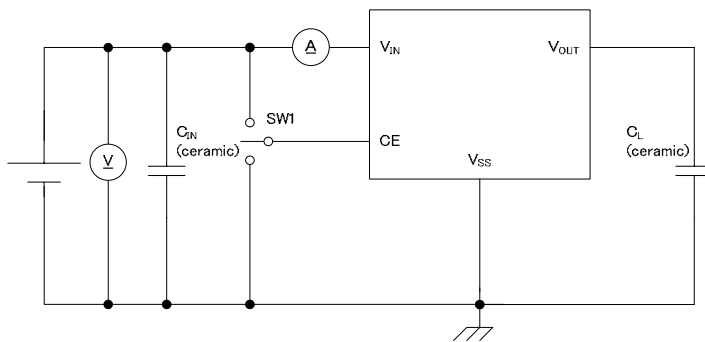 A
V
C_IN
(ceramic)
SW1
V_IN
V_OUT
CE
V_SS
C_L
(ceramic)